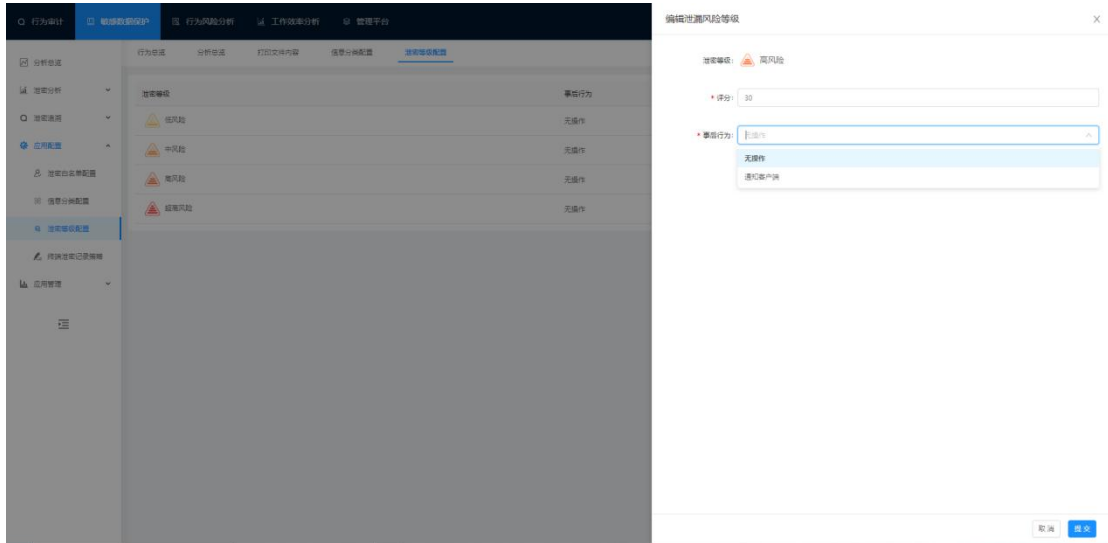 行为审计 敏感数据保护 行为风险分析 工作效率分析 管理平台
分析总览
泄密分析
泄密追溯
应用配置
泄密白名单配置
信息分类配置
泄密等级配置
终端泄密记录策略
应用管理
行为总览 分析总览 打印文件内容 信息分类配置 泄密等级配置
泄密等级 事后行为
低风险 无操作
中风险 无操作
高风险 无操作
超高风险 无操作
编辑泄漏风险等级
泄密等级: 高风险
* 评分: 30
* 事后行为: 无操作
无操作
通知客户端
取消 提交